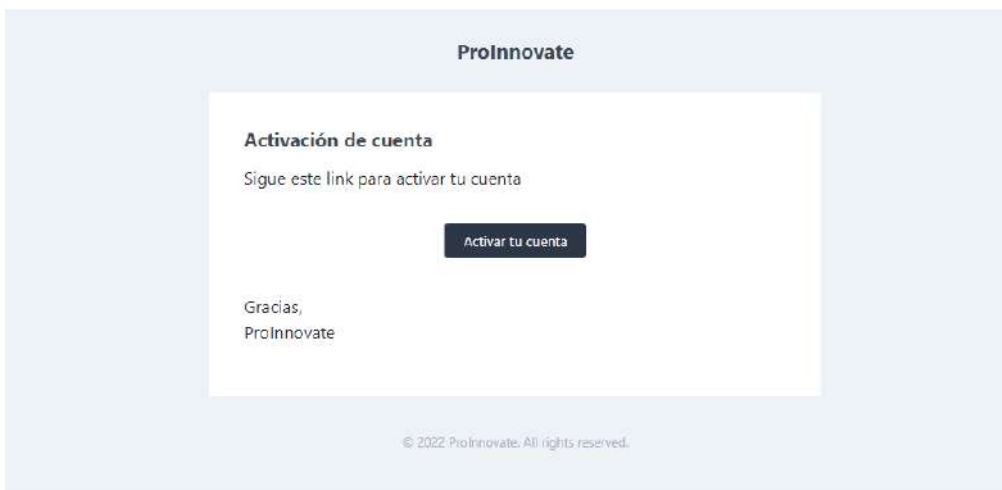 ProInnovate
Activación de cuenta
Sigue este link para activar tu cuenta
Activar tu cuenta
Gracias,
ProInnovate
© 2022 ProInnovate. All rights reserved.